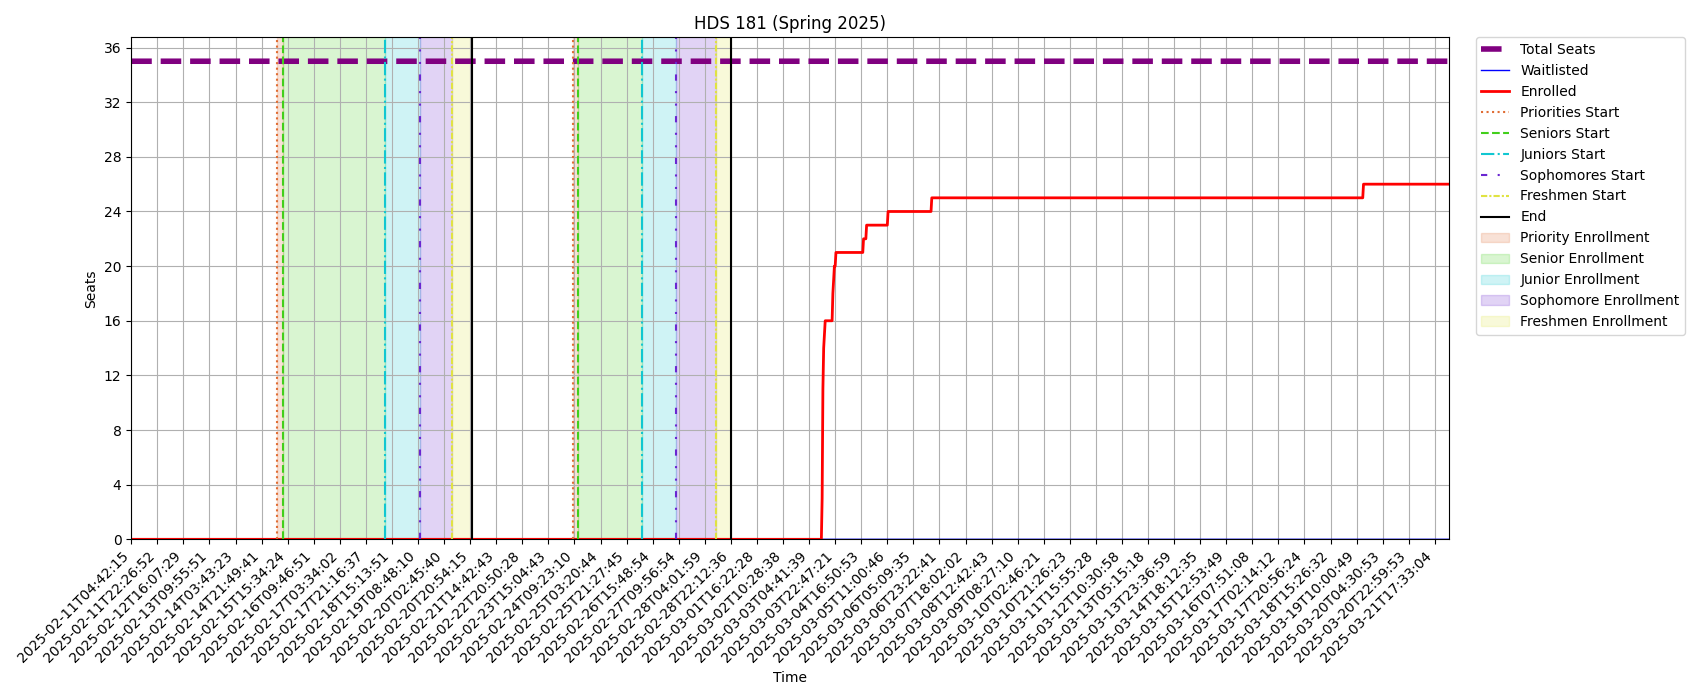 HDS 181 (Spring 2025)
Seats
36
32
28
24
20
16
12
8
4
0
2025-02-11T04:42:15
2025-02-11T22:26:52
2025-02-12T16:07:29
2025-02-13T09:55:51
2025-02-14T03:43:23
2025-02-14T21:49:41
2025-02-15T15:34:24
2025-02-16T09:46:51
2025-02-17T03:34:02
2025-02-17T21:16:37
2025-02-18T15:13:51
2025-02-19T08:48:10
2025-02-20T02:45:40
2025-02-20T20:54:15
2025-02-21T14:42:43
2025-02-22T20:50:28
2025-02-23T15:04:43
2025-02-24T09:23:10
2025-02-25T03:20:44
2025-02-25T21:27:45
2025-02-26T15:48:54
2025-02-27T09:56:54
2025-02-28T04:01:59
2025-02-28T22:12:36
2025-03-01T16:22:28
2025-03-02T10:28:38
2025-03-03T04:41:39
2025-03-03T22:47:21
2025-03-04T16:50:53
2025-03-05T11:00:46
2025-03-06T05:09:35
2025-03-06T23:22:41
2025-03-07T18:02:02
2025-03-08T12:42:43
2025-03-09T08:27:10
2025-03-10T02:46:21
2025-03-10T21:26:23
2025-03-11T15:55:28
2025-03-12T10:30:58
2025-03-13T05:15:18
2025-03-13T23:36:59
2025-03-14T18:12:35
2025-03-15T12:53:49
2025-03-16T07:51:08
2025-03-17T02:14:12
2025-03-17T20:56:24
2025-03-18T15:26:32
2025-03-19T10:00:49
2025-03-20T04:30:53
2025-03-20T22:59:53
2025-03-21T17:33:04
Time
Total Seats
Waitlisted
Enrolled
Priorities Start
Seniors Start
Juniors Start
Sophomores Start
Freshmen Start
End
Priority Enrollment
Senior Enrollment
Junior Enrollment
Sophomore Enrollment
Freshmen Enrollment